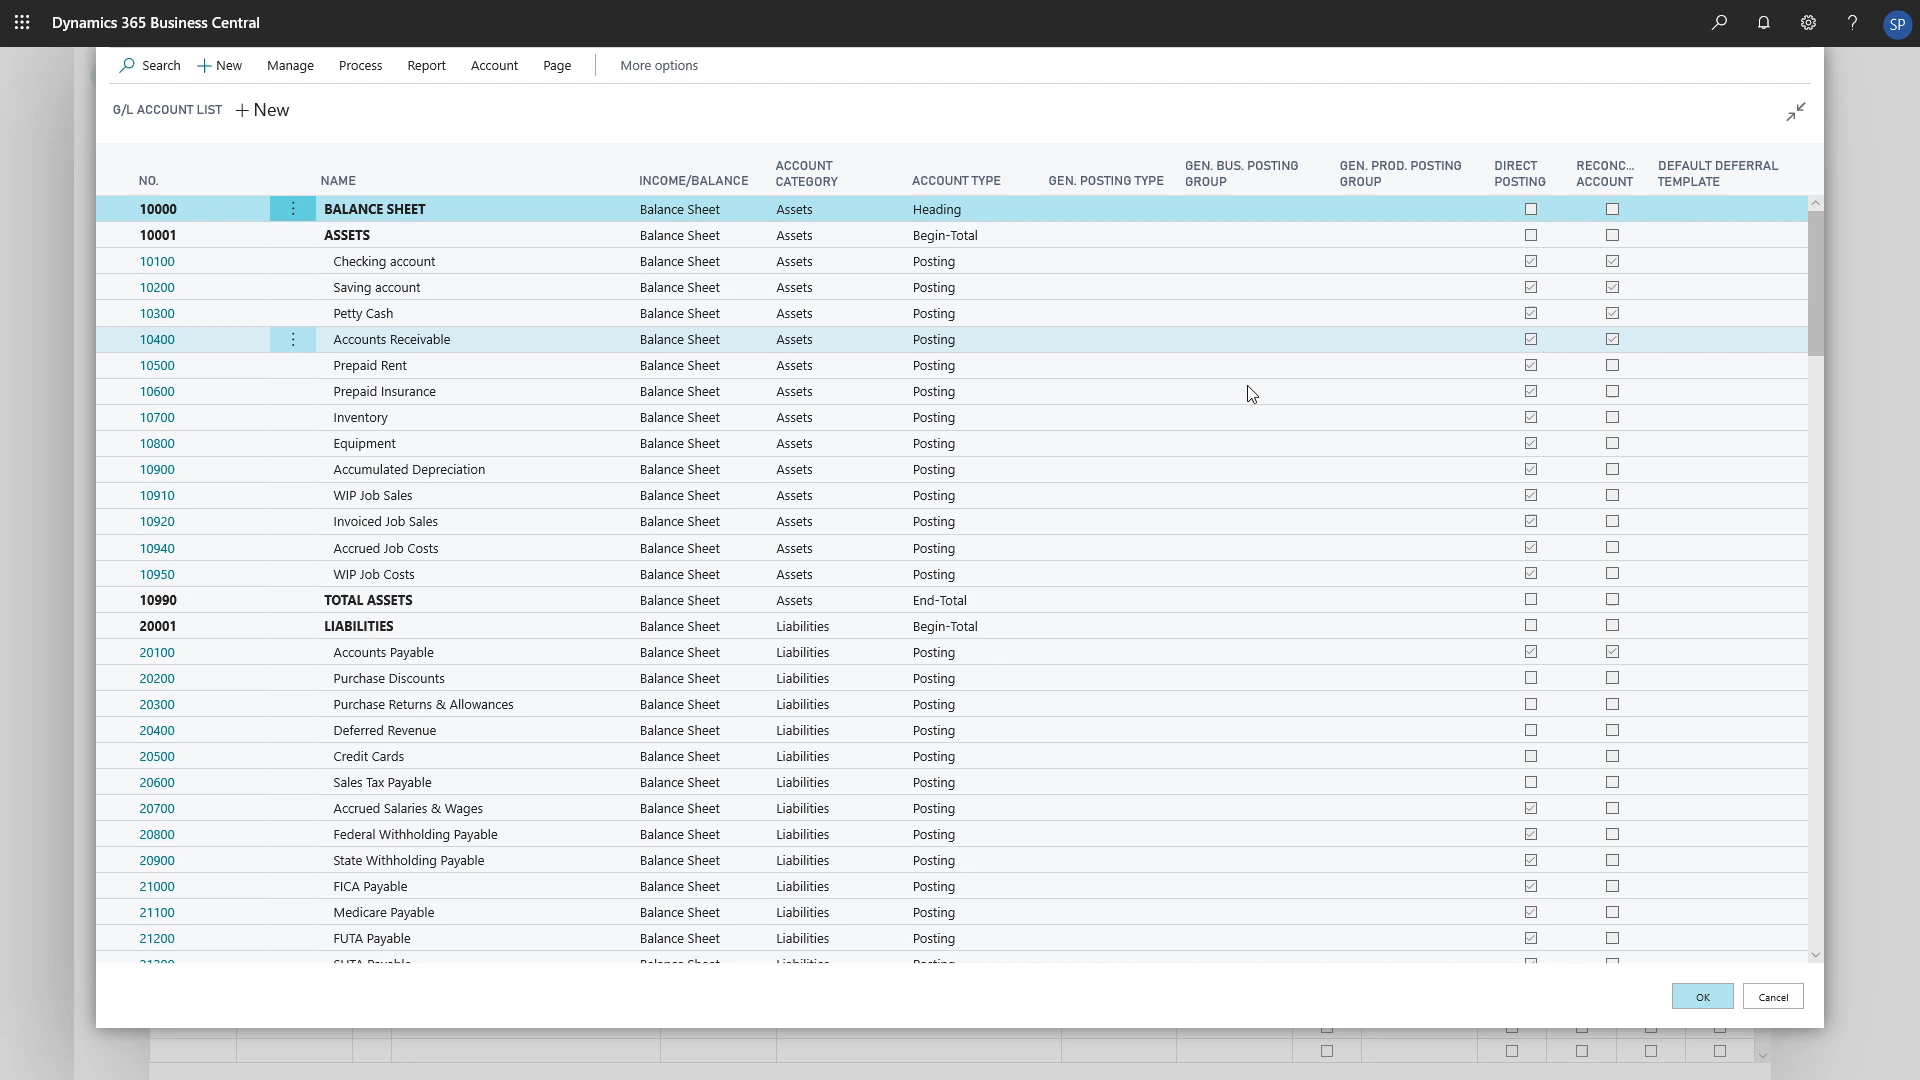 Dynamics 365 Business Central SP
Search New Manage Process Report Account Page More options
G/L ACCOUNT LIST + New
NO. NAME INCOME/BALANCE ACCOUNT CATEGORY ACCOUNT TYPE GEN. POSTING TYPE GEN. BUS. POSTING GROUP GEN. PROD. POSTING GROUP DIRECT POSTING RECONC... ACCOUNT DEFAULT DEFERRAL TEMPLATE
10000 BALANCE SHEET Balance Sheet Assets Heading
10001 ASSETS Balance Sheet Assets Begin-Total
10100 Checking account Balance Sheet Assets Posting
10200 Saving account Balance Sheet Assets Posting
10300 Petty Cash Balance Sheet Assets Posting
10400 Accounts Receivable Balance Sheet Assets Posting
10500 Prepaid Rent Balance Sheet Assets Posting
10600 Prepaid Insurance Balance Sheet Assets Posting
10700 Inventory Balance Sheet Assets Posting
10800 Equipment Balance Sheet Assets Posting
10900 Accumulated Depreciation Balance Sheet Assets Posting
10910 WIP Job Sales Balance Sheet Assets Posting
10920 Invoiced Job Sales Balance Sheet Assets Posting
10940 Accrued Job Costs Balance Sheet Assets Posting
10950 WIP Job Costs Balance Sheet Assets Posting
10990 TOTAL ASSETS Balance Sheet Assets End-Total
20001 LIABILITIES Balance Sheet Liabilities Begin-Total
20100 Accounts Payable Balance Sheet Liabilities Posting
20200 Purchase Discounts Balance Sheet Liabilities Posting
20300 Purchase Returns & Allowances Balance Sheet Liabilities Posting
20400 Deferred Revenue Balance Sheet Liabilities Posting
20500 Credit Cards Balance Sheet Liabilities Posting
20600 Sales Tax Payable Balance Sheet Liabilities Posting
20700 Accrued Salaries & Wages Balance Sheet Liabilities Posting
20800 Federal Withholding Payable Balance Sheet Liabilities Posting
20900 State Withholding Payable Balance Sheet Liabilities Posting
21000 FICA Payable Balance Sheet Liabilities Posting
21100 Medicare Payable Balance Sheet Liabilities Posting
21200 FUTA Payable Balance Sheet Liabilities Posting
OK Cancel